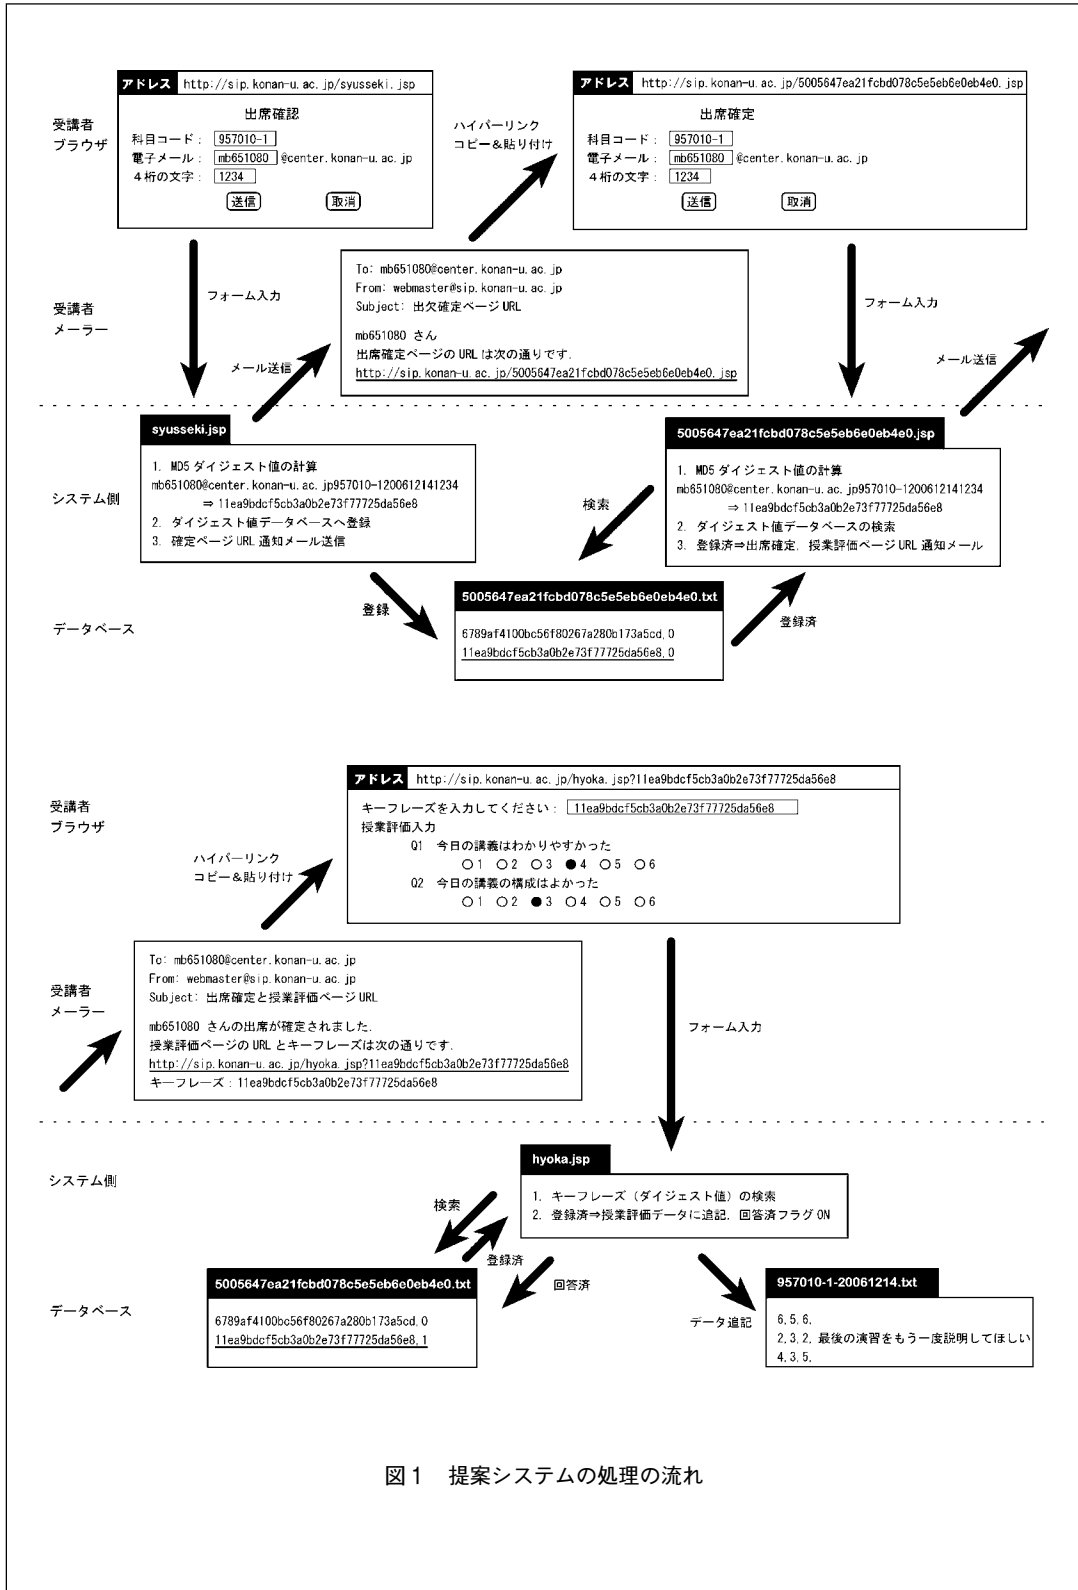 アドレス http://sip.konan-u.ac.jp/syusseki.jsp
出席確認
科目コード： 957010-1
電子メール： mb651080 @center.konan-u.ac.jp
４桁の文字： 1234
送信 取消
受講者
ブラウザ
ハイパーリンク
コピー＆貼り付け
アドレス http://sip.konan-u.ac.jp/5005647ea21fcbd078c5e5eb6e0eb4e0.jsp
出席確定
科目コード： 957010-1
電子メール： mb651080 @center.konan-u.ac.jp
４桁の文字： 1234
送信 取消
フォーム入力
受講者
メーラー
メール送信
To: mb651080@center.konan-u.ac.jp
From: webmaster@sip.konan-u.ac.jp
Subject: 出欠確定ページ URL
mb651080 さん
出席確定ページの URL は次の通りです．
http://sip.konan-u.ac.jp/5005647ea21fcbd078c5e5eb6e0eb4e0.jsp
フォーム入力
メール送信
syusseki.jsp
1. MD5 ダイジェスト値の計算
mb651080@center.konan-u.ac.jp957010-1200612141234
⇒ 11ea9bdcf5cb3a0b2e73f77725da56e8
2. ダイジェスト値データベースへ登録
3. 確定ページ URL 通知メール送信
システム側
検索
5005647ea21fcbd078c5e5eb6e0eb4e0.jsp
1. MD5 ダイジェスト値の計算
mb651080@center.konan-u.ac.jp957010-1200612141234
⇒ 11ea9bdcf5cb3a0b2e73f77725da56e8
2. ダイジェスト値データベースの検索
3. 登録済⇒出席確定，授業評価ページ URL 通知メール
登録
データベース
5005647ea21fcbd078c5e5eb6e0eb4e0.txt
6789af4100bc56f80267a280b173a5cd,0
11ea9bdcf5cb3a0b2e73f77725da56e8,0
登録済
アドレス http://sip.konan-u.ac.jp/hyoka.jsp?11ea9bdcf5cb3a0b2e73f77725da56e8
キーフレーズを入力してください： 11ea9bdcf5cb3a0b2e73f77725da56e8
授業評価入力
Q1 今日の講義はわかりやすかった
○1 ○2 ○3 ●4 ○5 ○6
Q2 今日の講義の構成はよかった
○1 ○2 ●3 ○4 ○5 ○6
受講者
ブラウザ
ハイパーリンク
コピー＆貼り付け
To: mb651080@center.konan-u.ac.jp
From: webmaster@sip.konan-u.ac.jp
Subject: 出席確定と授業評価ページ URL
mb651080 さんの出席が確定されました．
授業評価ページの URL とキーフレーズは次の通りです．
http://sip.konan-u.ac.jp/hyoka.jsp?11ea9bdcf5cb3a0b2e73f77725da56e8
キーフレーズ：11ea9bdcf5cb3a0b2e73f77725da56e8
受講者
メーラー
フォーム入力
システム側
hyoka.jsp
1. キーフレーズ（ダイジェスト値）の検索
2. 登録済⇒授業評価データに追記，回答済フラグ ON
検索
登録済
回答済
データベース
5005647ea21fcbd078c5e5eb6e0eb4e0.txt
6789af4100bc56f80267a280b173a5cd,0
11ea9bdcf5cb3a0b2e73f77725da56e8,1
データ追記
957010-1-20061214.txt
6,5,6,
2,3,2, 最後の演習をもう一度説明してほしい
4,3,5,
図１ 提案システムの処理の流れ